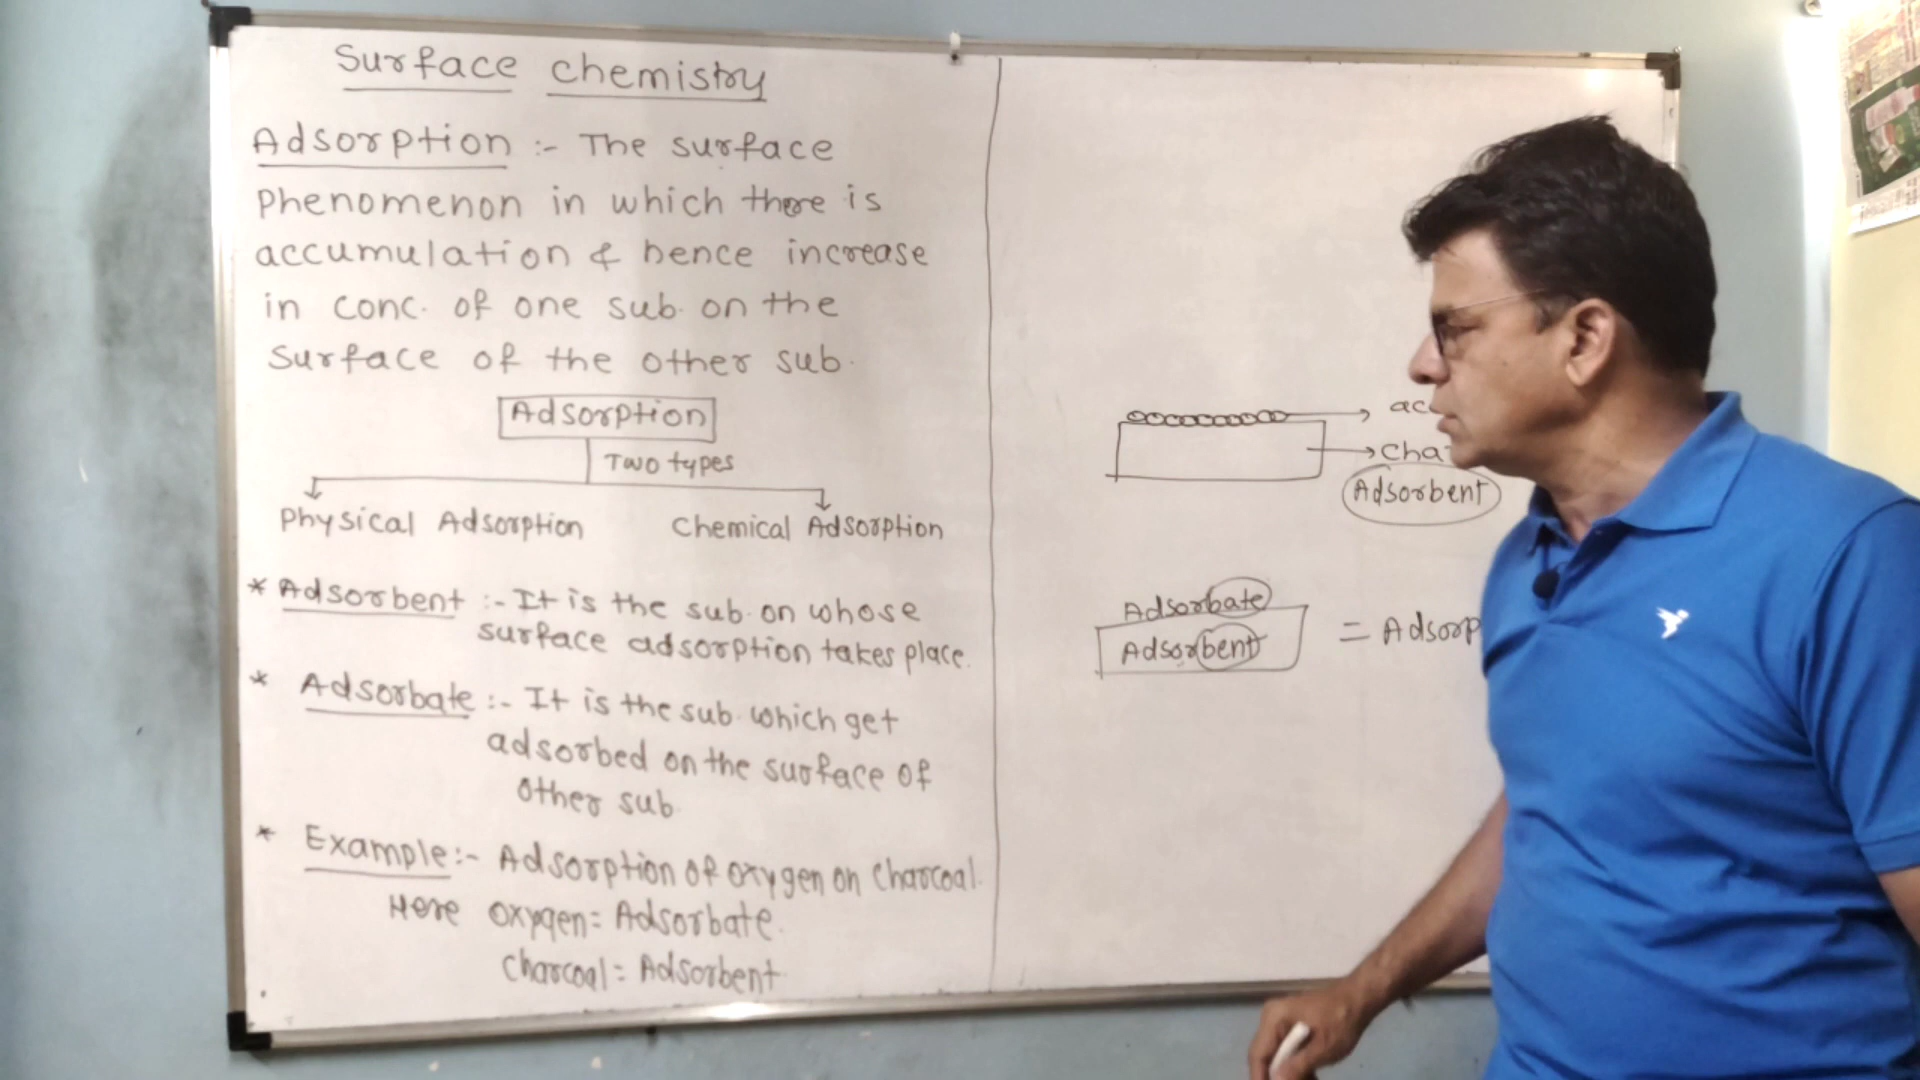 Surface chemistry
Adsorption :- The surface
Phenomenon in which there is
accumulation & hence increase
in conc. of one sub. on the
Surface of the other sub.
Adsorption
Two types
Physical Adsorption Chemical Adsorption
* Adsorbent :- It is the sub. on whose
surface adsorption takes place.
* Adsorbate :- It is the sub. which get
adsorbed on the surface of
other sub.
* Example :- Adsorption of oxygen on charcoal.
Here oxygen = Adsorbate.
charcoal = Adsorbent.
Adsorbent
Adsorbate
Adsorbent
=